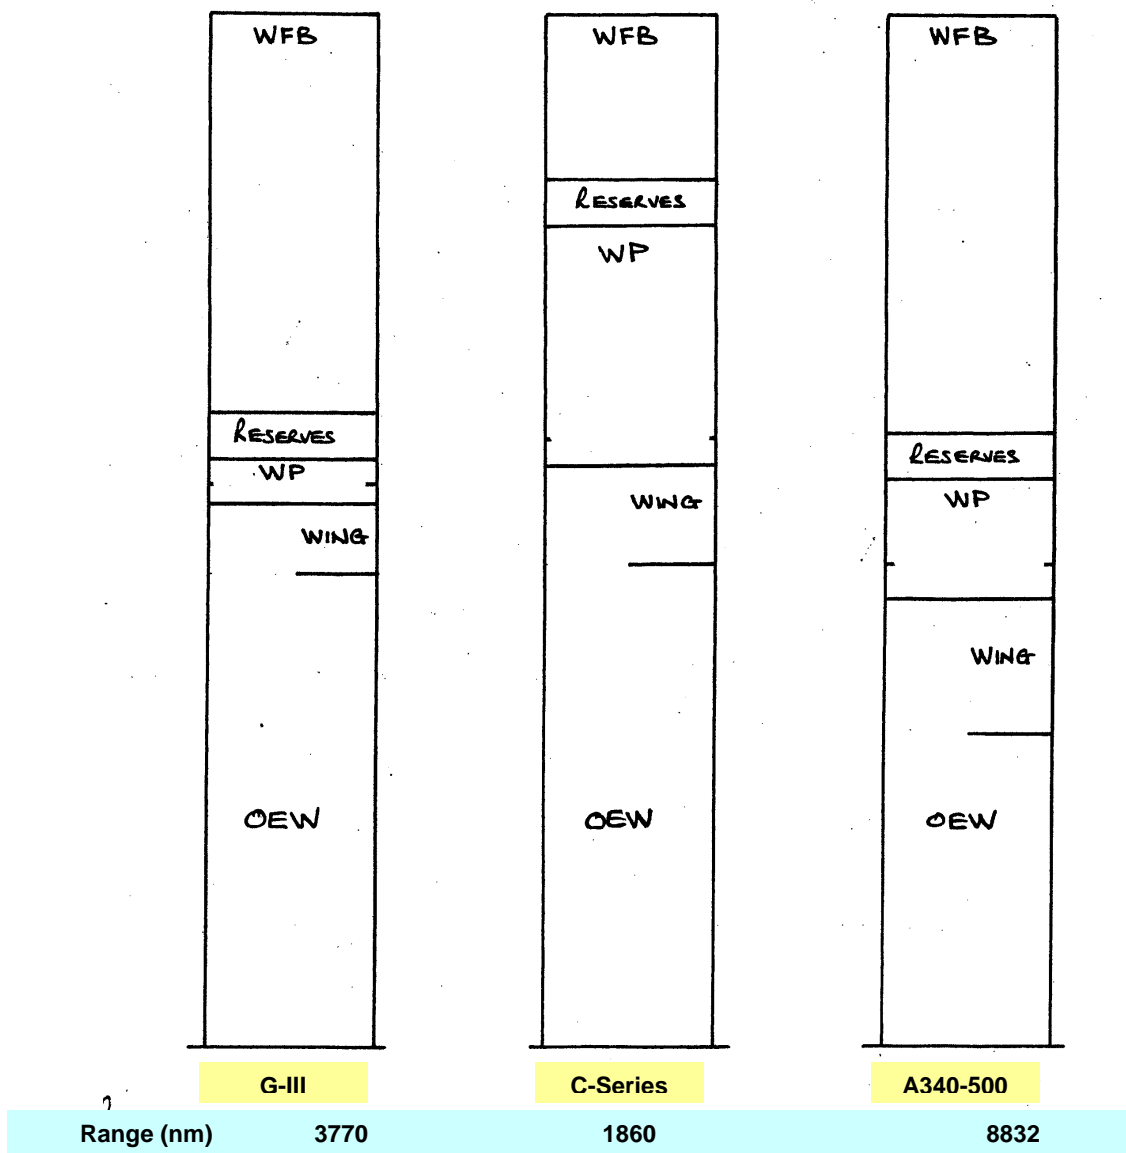 WFB
RESERVES
WP
WING
OEW
G-III
WFB
RESERVES
WP
WING
OEW
C-Series
WFB
RESERVES
WP
WING
OEW
A340-500
Range (nm) 3770 1860 8832